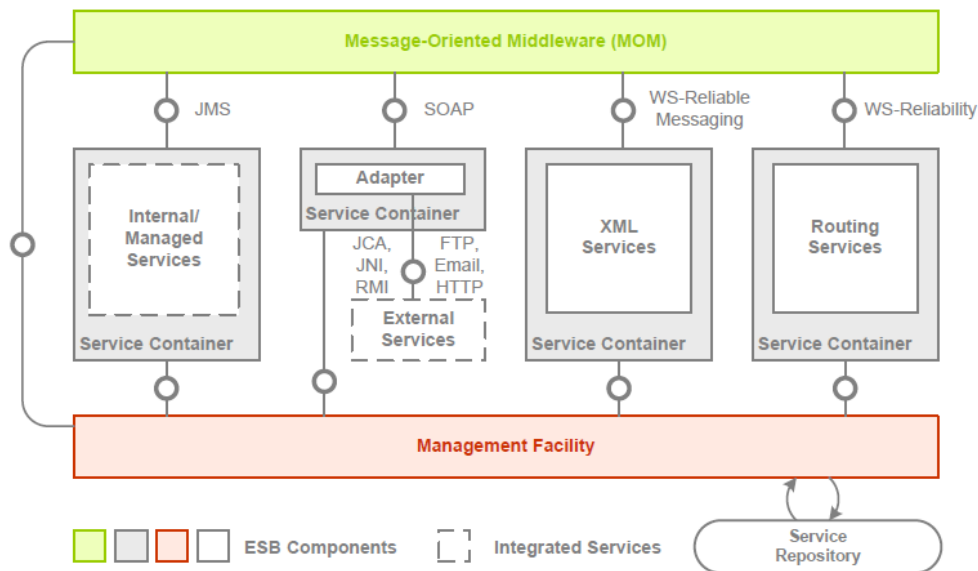 Message-Oriented Middleware (MOM)
JMS
SOAP
WS-Reliable
Messaging
WS-Reliability
Internal/
Managed
Services
Service Container
Adapter
Service Container
JCA,
JNI,
RMI
FTP,
Email,
HTTP
External
Services
XML
Services
Service Container
Routing
Services
Service Container
Management Facility
ESB Components
Integrated Services
Service
Repository